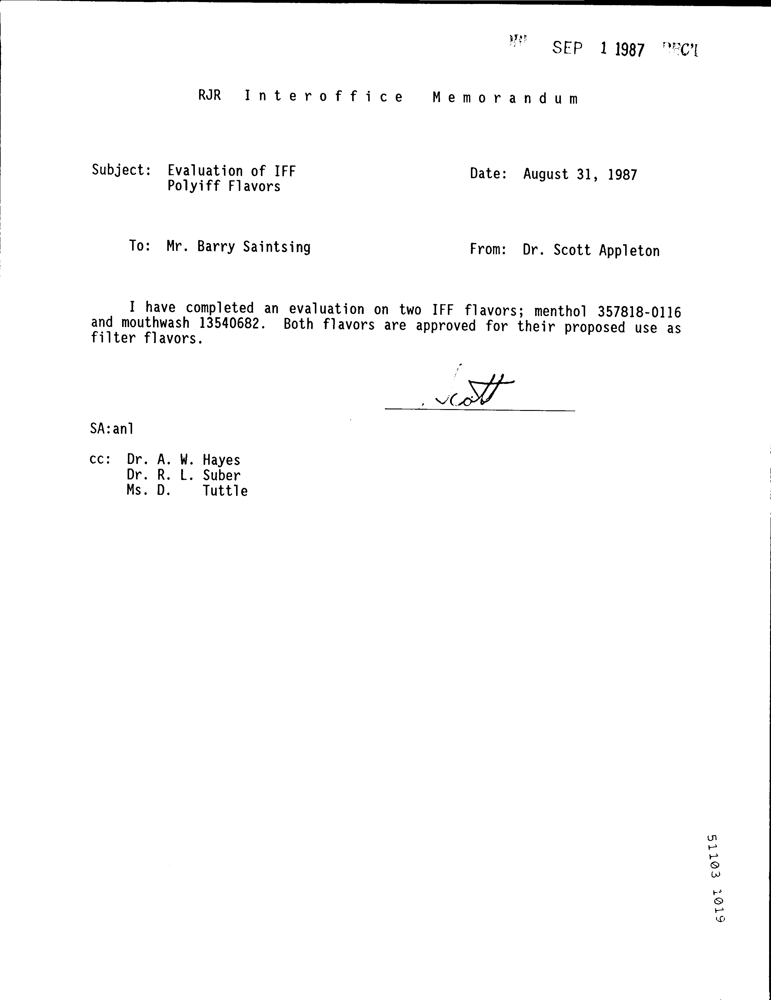 SEP 1 1987 REC'D
RJR Interoffice Memorandum
Subject: Evaluation of IFF Polyiff Flavors
Date: August 31, 1987
To: Mr. Barry Saintsing
From: Dr. Scott Appleton
I have completed an evaluation on two IFF flavors; menthol 357818-0116
and mouthwash 13540682. Both flavors are approved for their proposed use as
filter flavors.
Scott
SA:anl
cc: Dr. A. W. Hayes
Dr. R. L. Suber
Ms. D. Tuttle
51103 1019